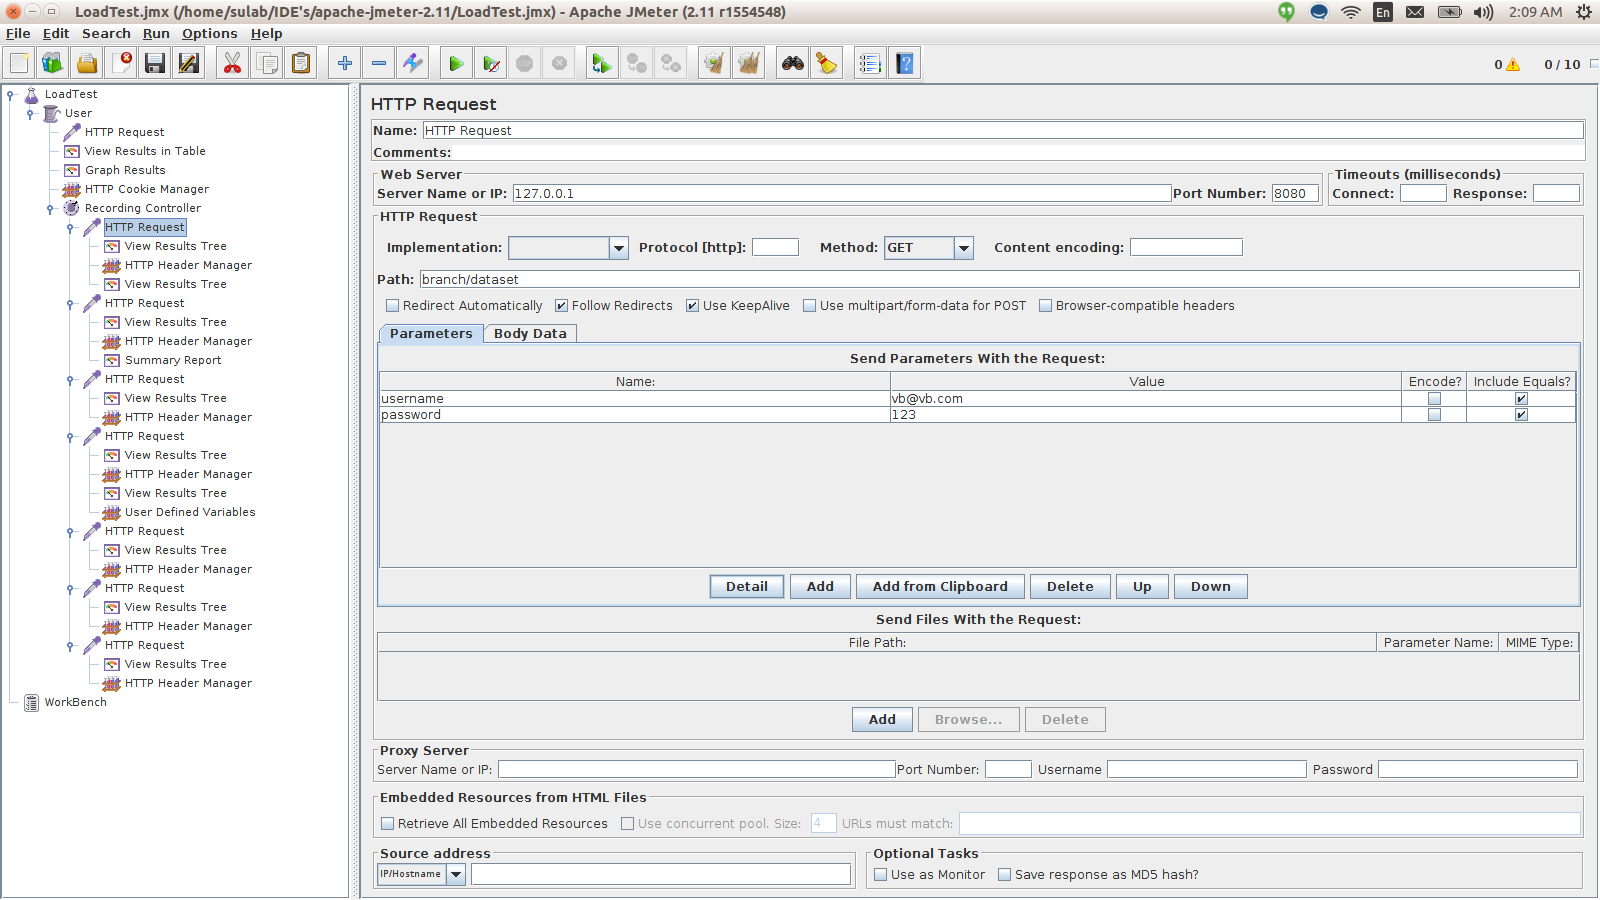 LoadTest.jmx (/home/sulab/IDE's/apache-jmeter-2.11/LoadTest.jmx) - Apache JMeter (2.11 r1554548)
En
2:09 AM
File Edit Search Run Options Help
0
0 / 10
LoadTest
User
HTTP Request
View Results in Table
Graph Results
HTTP Cookie Manager
Recording Controller
HTTP Request
View Results Tree
HTTP Header Manager
View Results Tree
HTTP Request
View Results Tree
HTTP Header Manager
Summary Report
HTTP Request
View Results Tree
HTTP Header Manager
HTTP Request
View Results Tree
HTTP Header Manager
View Results Tree
User Defined Variables
HTTP Request
View Results Tree
HTTP Header Manager
HTTP Request
View Results Tree
HTTP Header Manager
HTTP Request
View Results Tree
HTTP Header Manager
WorkBench
HTTP Request
Name: HTTP Request
Comments:
Web Server
Server Name or IP: 127.0.0.1 Port Number: 8080
Timeouts (milliseconds)
Connect: Response:
HTTP Request
Implementation: Protocol [http]: Method: GET Content encoding:
Path: branch/dataset
Redirect Automatically Follow Redirects Use KeepAlive Use multipart/form-data for POST Browser-compatible headers
Parameters Body Data
Send Parameters With the Request:
Name: Value Encode? Include Equals?
username vb@vb.com
password 123
Detail Add Add from Clipboard Delete Up Down
Send Files With the Request:
File Path: Parameter Name: MIME Type:
Add Browse... Delete
Proxy Server
Server Name or IP: Port Number: Username Password
Embedded Resources from HTML Files
Retrieve All Embedded Resources Use concurrent pool. Size: 4 URLs must match:
Source address
IP/Hostname
Optional Tasks
Use as Monitor Save response as MD5 hash?